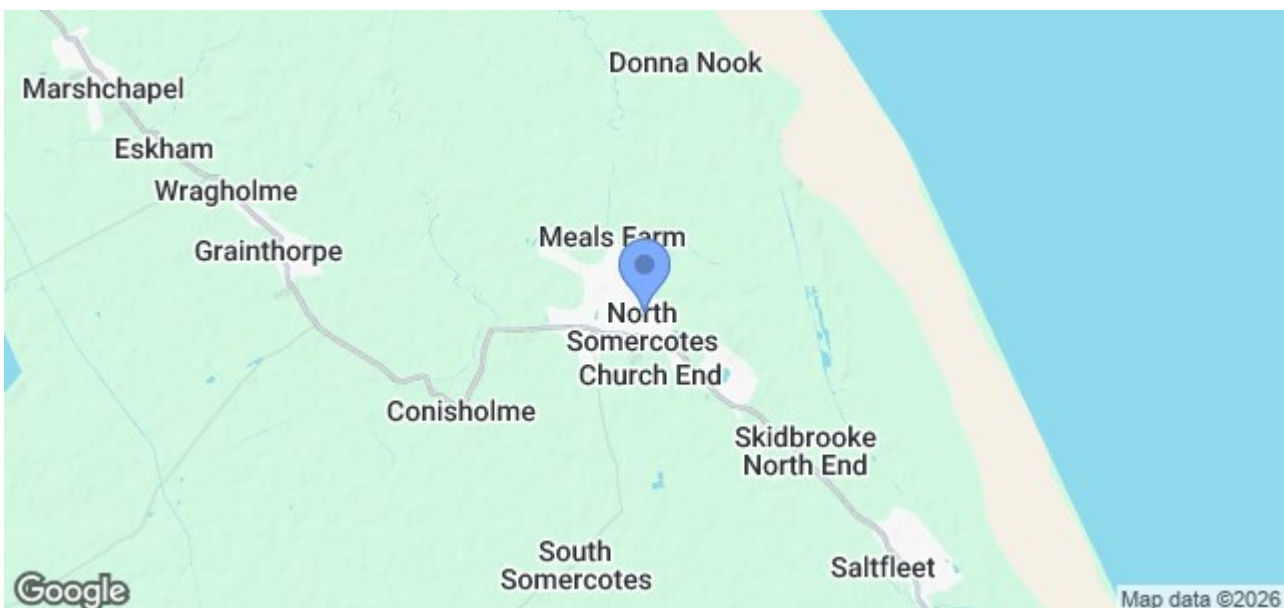 Donna Nook
Marshchapel
Eskham
Wragholme
Meals Farm
Grainthorpe
North
Somercotes
Church End
Conisholme
Skidbrooke
North End
South
Somercotes
Saltfleet
Google
Map data ©2026